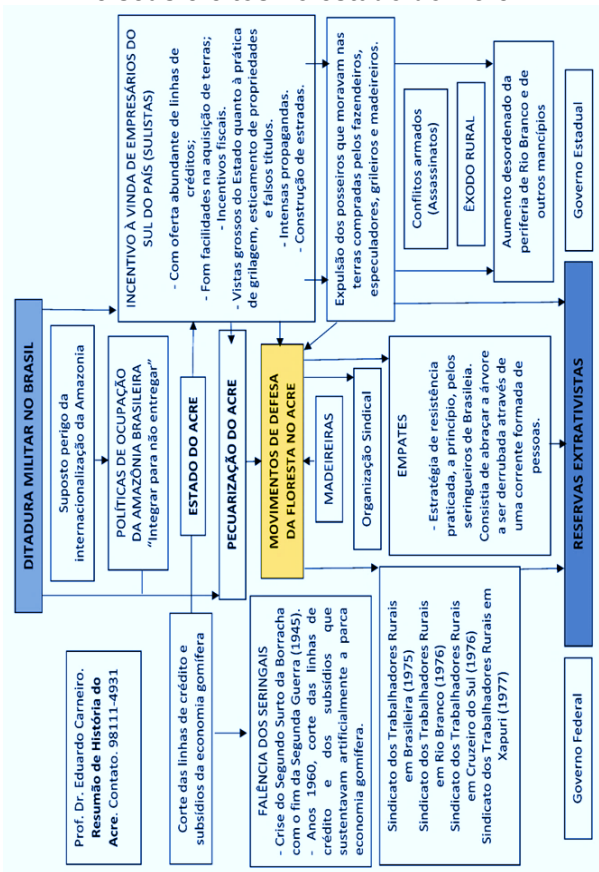 DITADURA MILITAR NO BRASIL
Prof. Dr. Eduardo Carneiro.
Resumão de História do
Acre. Contato. 98111-4931
Suposto perigo da
internacionalização da Amazonia
POLÍTICAS DE OCUPAÇÃO
DA AMAZÔNIA BRASILEIRA
“Integrar para não entregar”
INCENTIVO À VINDA DE EMPRESÁRIOS DO
SUL DO PAÍS (SULISTAS)
- Com oferta abundante de linhas de
créditos;
- Fom facilidades na aquisição de terras;
- Incentivos fiscais.
- Vistas grossos do Estado quanto à prática
de grilagem, esticamento de propriedades
e falsos títulos.
- Intensas propagandas.
- Construção de estradas.
Corte das linhas de crédito e
subsídios da economia gomífera
ESTADO DO ACRE
PECUARIZAÇÃO DO ACRE
FALÊNCIA DOS SERINGAIS
- Crise do Segundo Surto da Borracha
com o fim da Segunda Guerra (1945).
- Anos 1960, corte das linhas de
crédito e dos subsídios que
sustentavam artificialmente a parca
economia gomífera.
MOVIMENTOS DE DEFESA
DA FLORESTA NO ACRE
Expulsão dos posseiros que moravam nas
terras compradas pelos fazendeiros,
especuladores, grileiros e madeireiros.
MADEIREIRAS
Organização Sindical
Conflitos armados
(Assassinatos)
ÊXODO RURAL
Sindicato dos Trabalhadores Rurais
em Brasileira (1975)
Sindicato dos Trabalhadores Rurais
em Rio Branco (1976)
Sindicato dos Trabalhadores Rurais
em Cruzeiro do Sul (1976)
Sindicato dos Trabalhadores Rurais em
Xapuri (1977)
EMPATES
- Estratégia de resistência
praticada, a princípio, pelos
seringueiros de Brasileia.
Consistia de abraçar a árvore
a ser derrubada através de
uma corrente formada de
pessoas.
Aumento desordenado da
periferia de Rio Branco e de
outros mancípios
Governo Federal
RESERVAS EXTRATIVISTAS
Governo Estadual